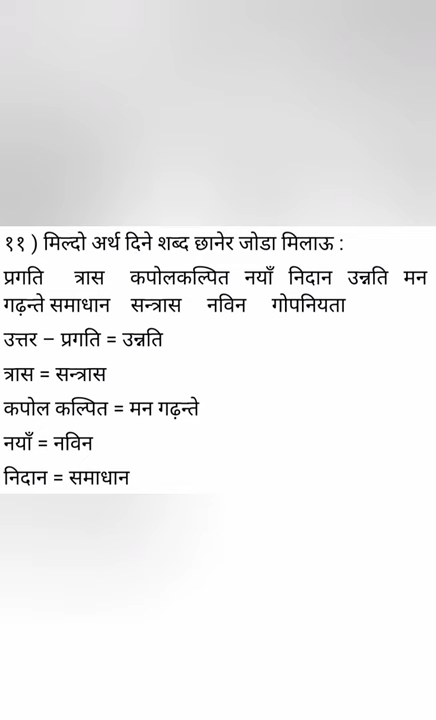 ११ ) मिल्दो अर्थ दिने शब्द छानेर जोडा मिलाऊ :
प्रगति त्रास कपोलकल्पित नयाँ निदान उन्नति मन
गढ़न्ते समाधान सन्त्रास नविन गोपनियता
उत्तर – प्रगति = उन्नति
त्रास = सन्त्रास
कपोल कल्पित = मन गढ़न्ते
नयाँ = नविन
निदान = समाधान